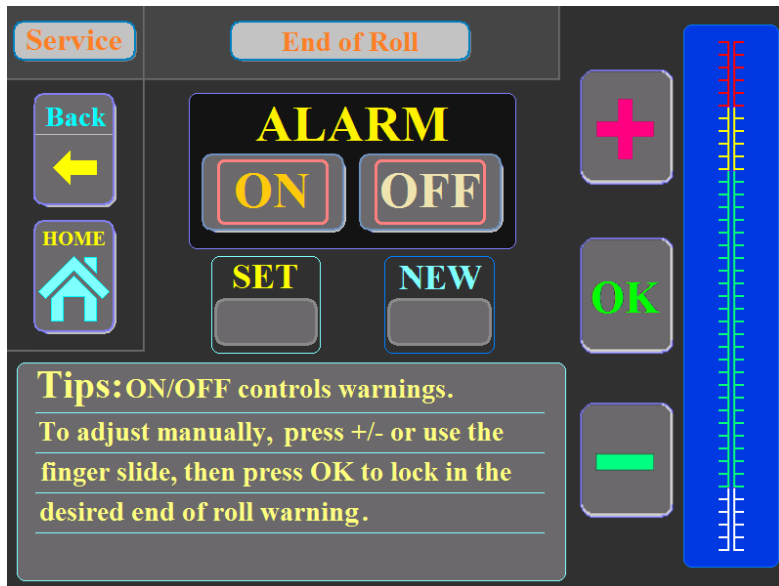 Service
End of Roll
Back
ALARM
ON OFF
HOME
SET NEW
OK
Tips: ON/OFF controls warnings.
To adjust manually, press +/- or use the
finger slide, then press OK to lock in the
desired end of roll warning.